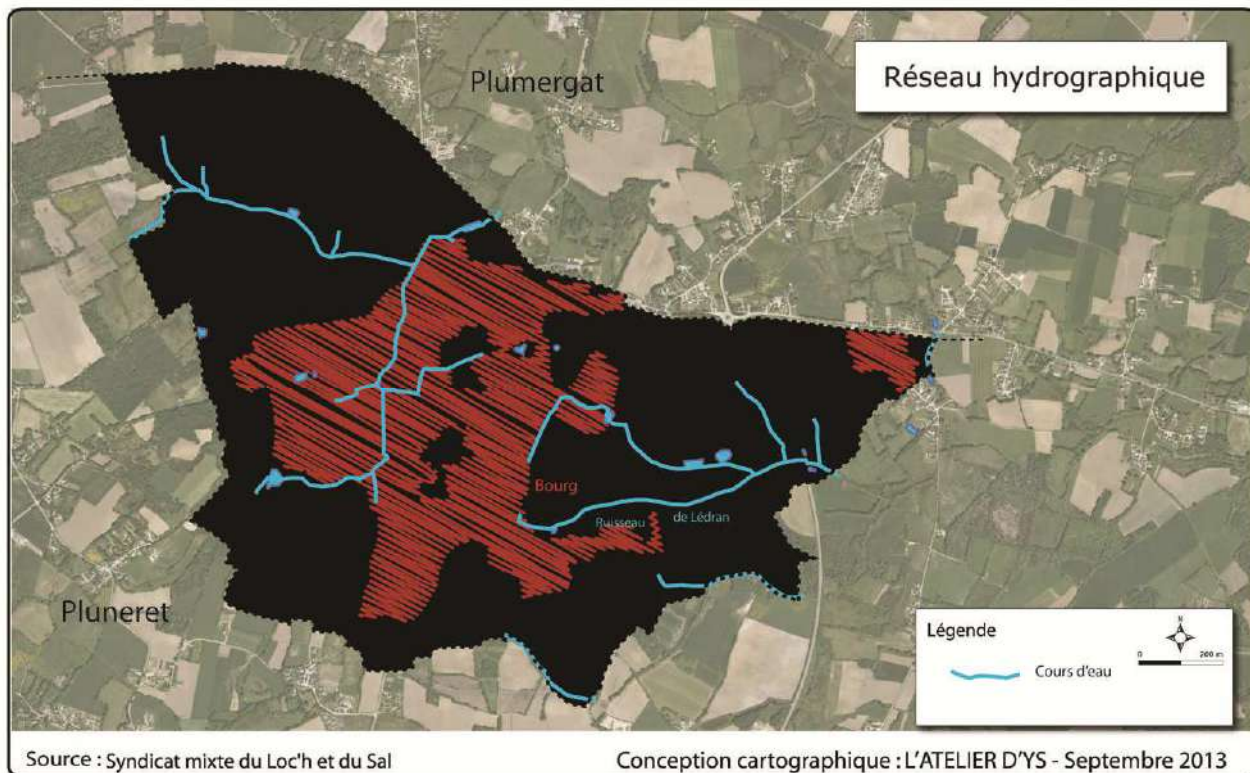 Plumergat
Réseau hydrographique
Bourg
Ruisseau de Lédran
Pluneret
Légende
N
0 200 m
Cours d'eau
Source : Syndicat mixte du Loc'h et du Sal
Conception cartographique : L'ATELIER D'YS - Septembre 2013